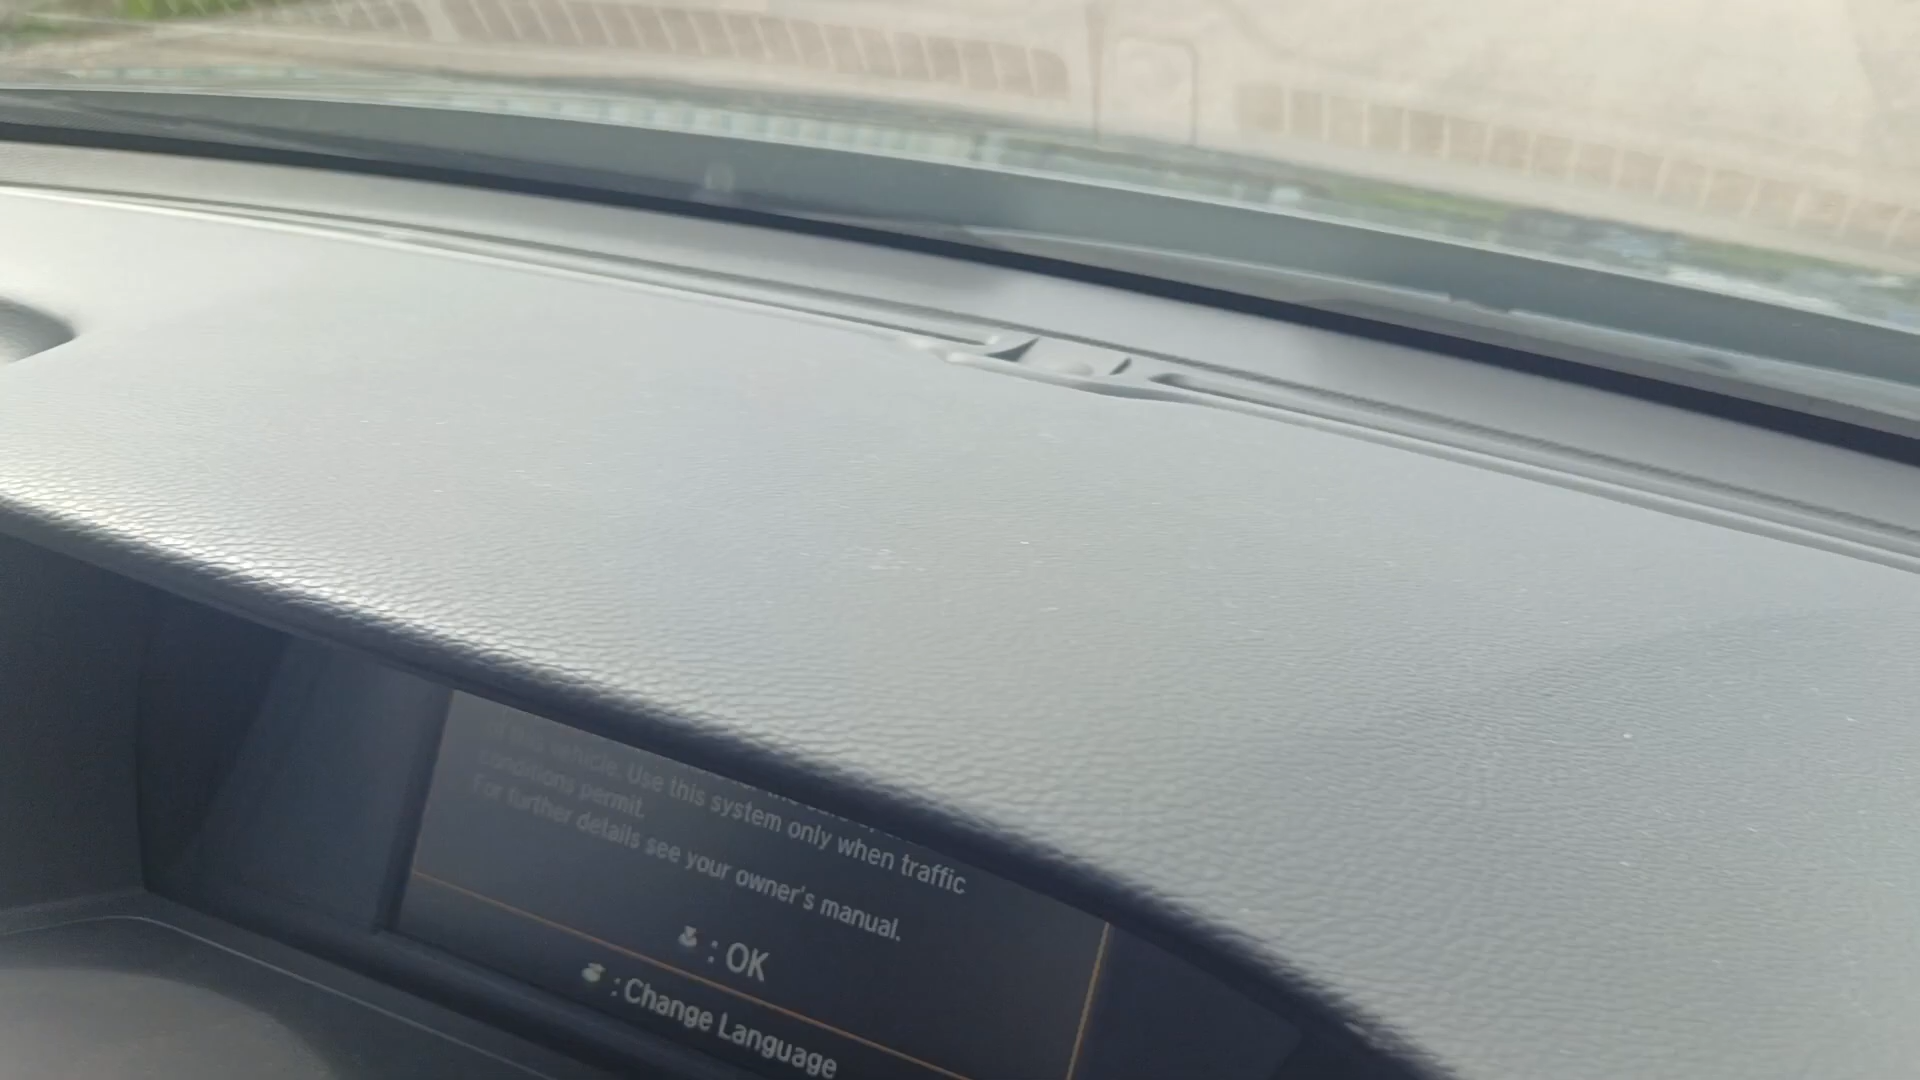 this vehicle. Use this system only when traffic
conditions permit.
For further details see your owner's manual.
: OK
: Change Language